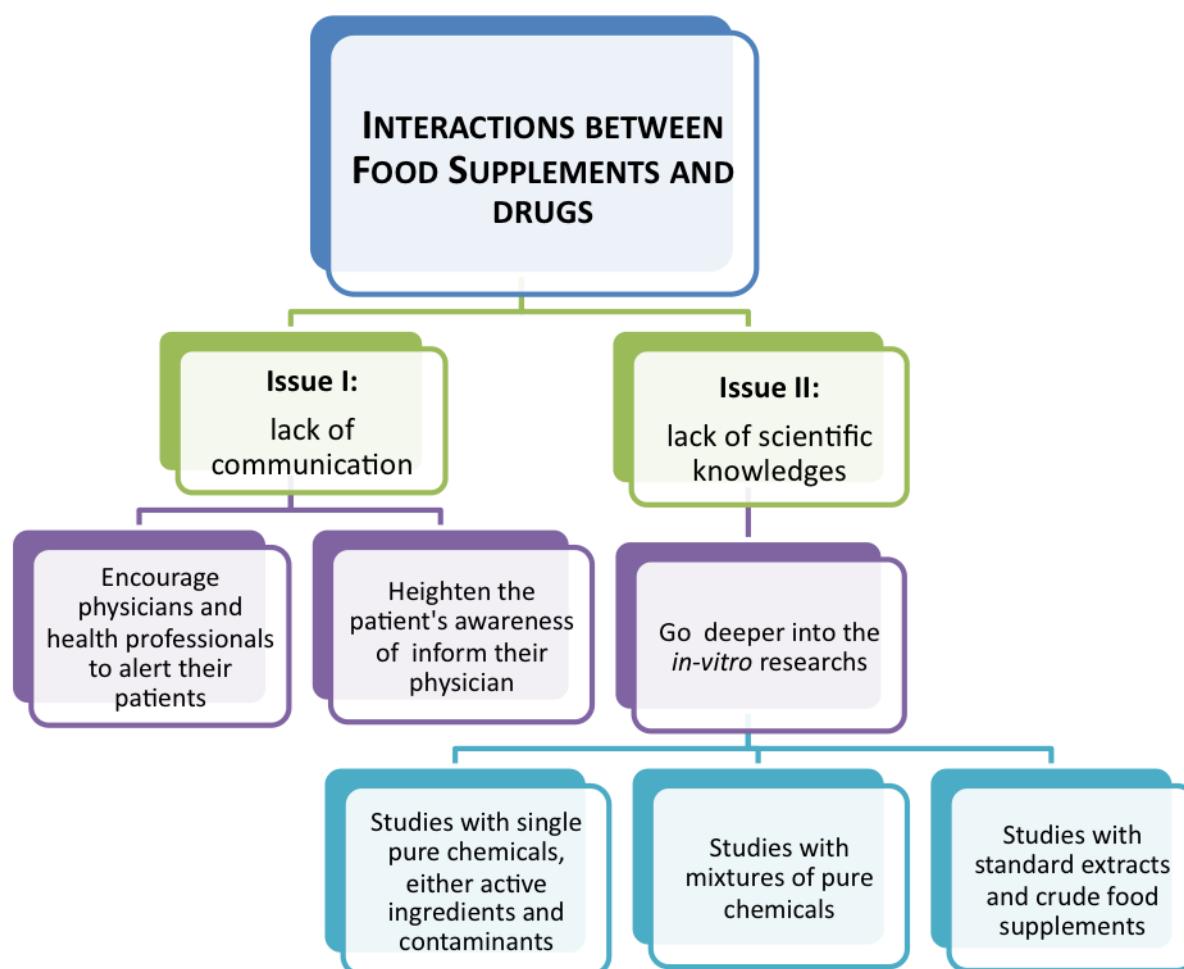 INTERACTIONS BETWEEN
FOOD SUPPLEMENTS AND
DRUGS
Issue I:
lack of
communication
Issue II:
lack of scientific
knowledges
Encourage
physicians and
health professionals
to alert their
patients
Heighten the
patient's awareness
of inform their
physician
Go deeper into the
in-vitro researchs
Studies with single
pure chemicals,
either active
ingredients and
contaminants
Studies with
mixtures of pure
chemicals
Studies with
standard extracts
and crude food
supplements